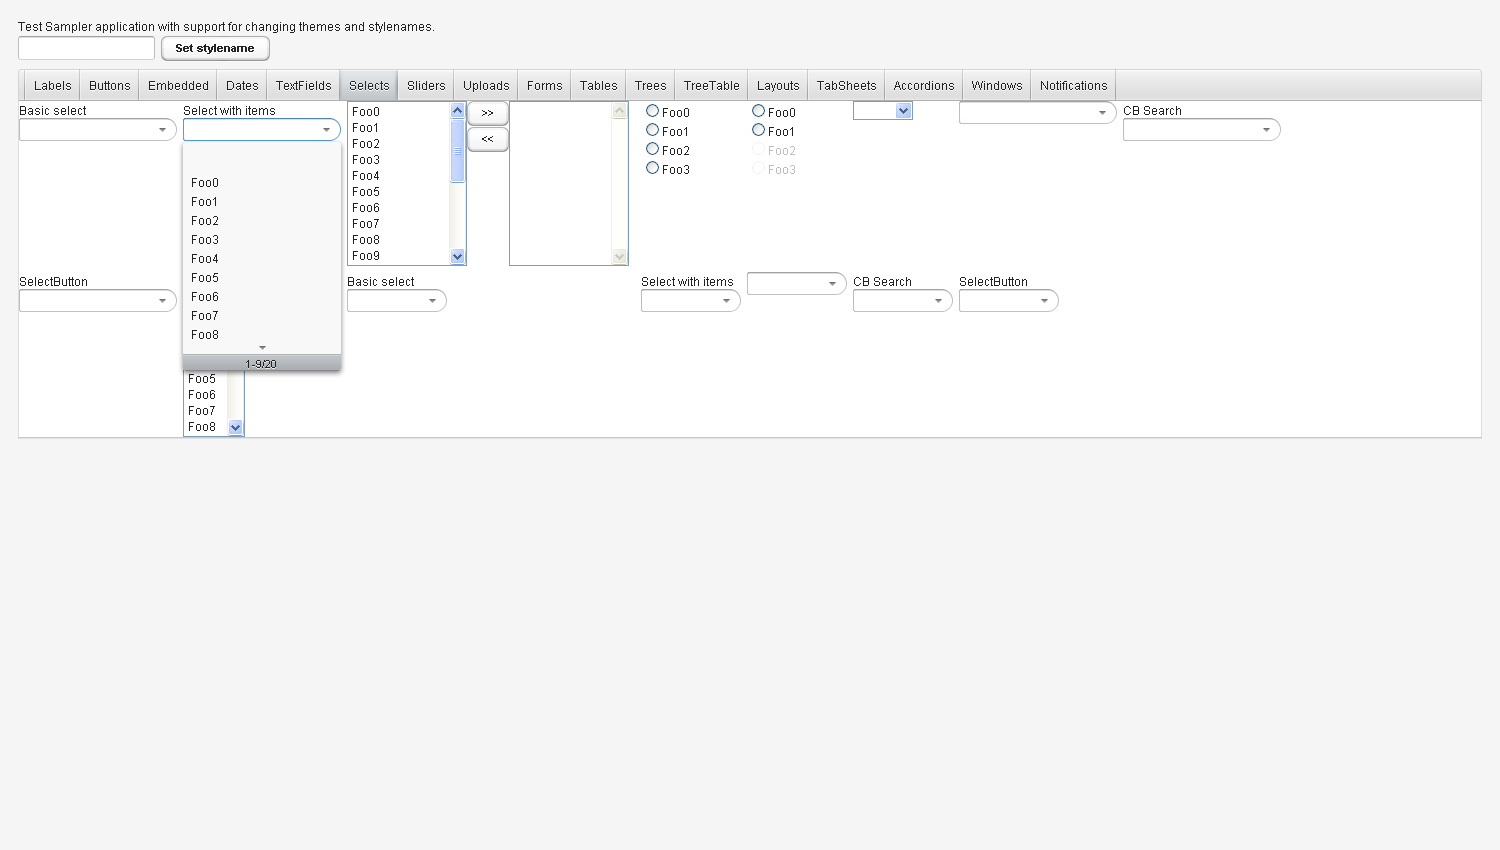 Test Sampler application with support for changing themes and stylenames.
Set stylename
Labels Buttons Embedded Dates TextFields Selects Sliders Uploads Forms Tables Trees TreeTable Layouts TabSheets Accordions Windows Notifications
Basic select
Select with items
Foo0
Foo1
Foo2
Foo3
Foo4
Foo5
Foo6
Foo7
Foo8
1-9/20
Foo0
Foo1
Foo2
Foo3
Foo4
Foo5
Foo6
Foo7
Foo8
Foo9
>>
<<
Foo0
Foo1
Foo2
Foo3
Foo0
Foo1
Foo2
Foo3
CB Search
SelectButton
Foo5
Foo6
Foo7
Foo8
Basic select
Select with items
CB Search
SelectButton